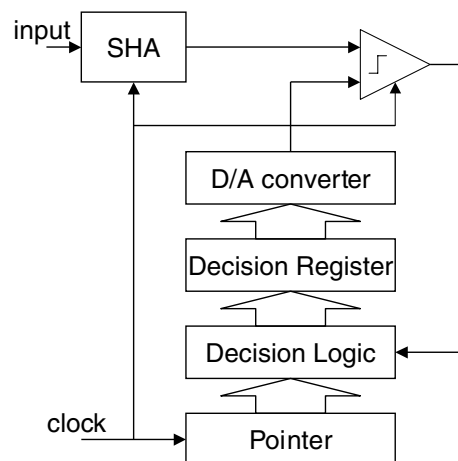 input
SHA
D/A converter
Decision Register
Decision Logic
clock
Pointer